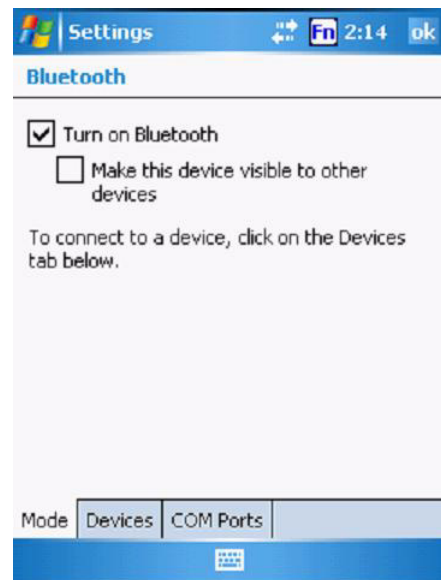 Settings Fn 2:14 ok
Bluetooth
Turn on Bluetooth
Make this device visible to other
devices
To connect to a device, click on the Devices
tab below.
Mode Devices COM Ports